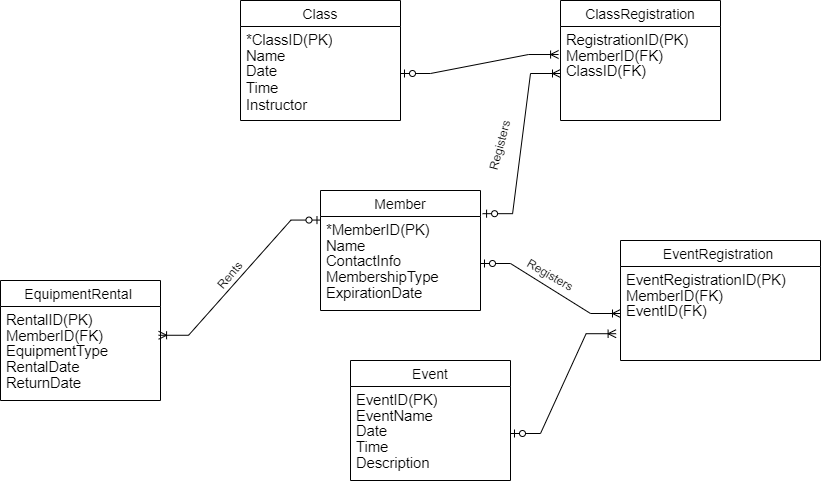 Class
*ClassID(PK)
Name
Date
Time
Instructor
ClassRegistration
RegistrationID(PK)
MemberID(FK)
ClassID(FK)
Registers
Member
*MemberID(PK)
Name
ContactInfo
MembershipType
ExpirationDate
Rents
Registers
EventRegistration
EventRegistrationID(PK)
MemberID(FK)
EventID(FK)
EquipmentRental
RentalID(PK)
MemberID(FK)
EquipmentType
RentalDate
ReturnDate
Event
EventID(PK)
EventName
Date
Time
Description